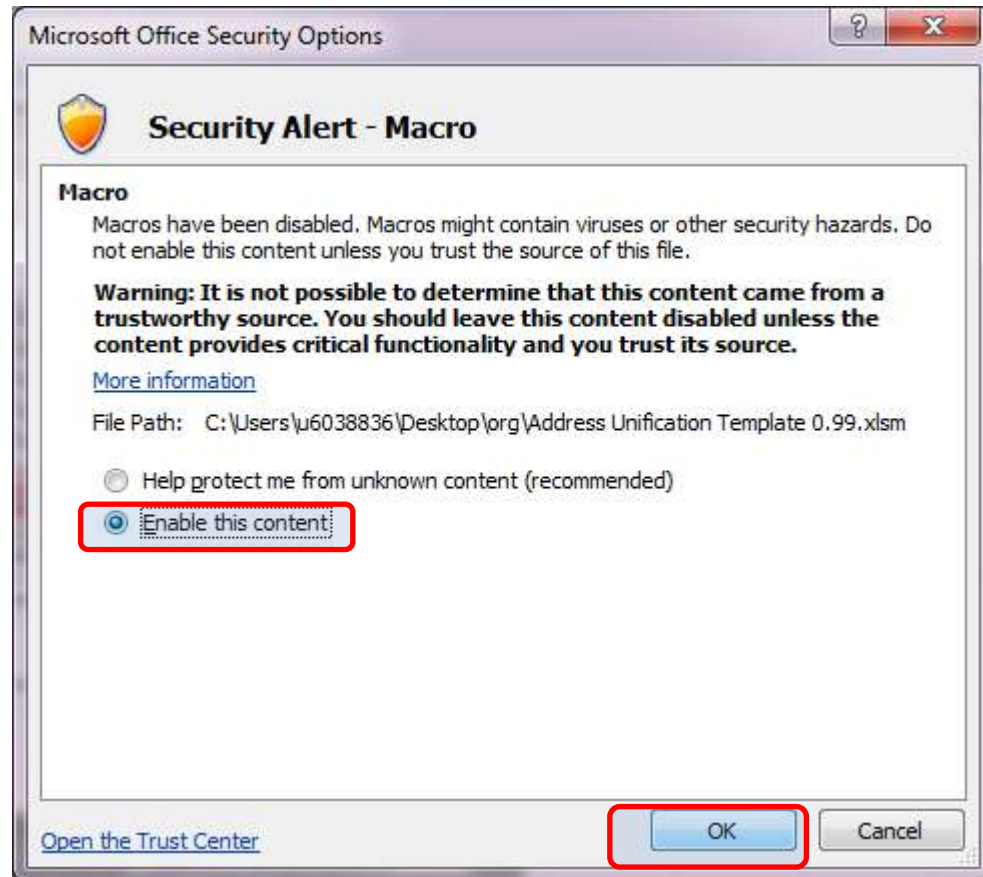 Microsoft Office Security Options
Security Alert - Macro
Macro
Macros have been disabled. Macros might contain viruses or other security hazards. Do
not enable this content unless you trust the source of this file.
Warning: It is not possible to determine that this content came from a
trustworthy source. You should leave this content disabled unless the
content provides critical functionality and you trust its source.
More information
File Path: C:\Users\u6038836\Desktop\org\Address Unification Template 0.99.xlsm
Help protect me from unknown content (recommended)
Enable this content
Open the Trust Center
OK
Cancel